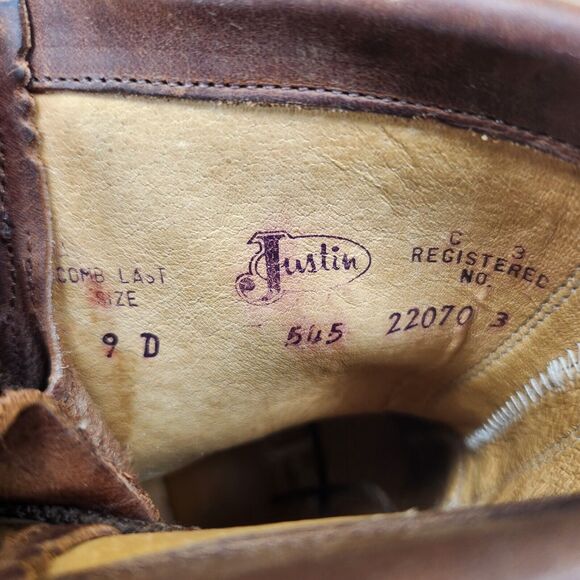 COMB LAST
SIZE
9 D
Justin
545
C 3
REGISTERED
NO.
22070 3